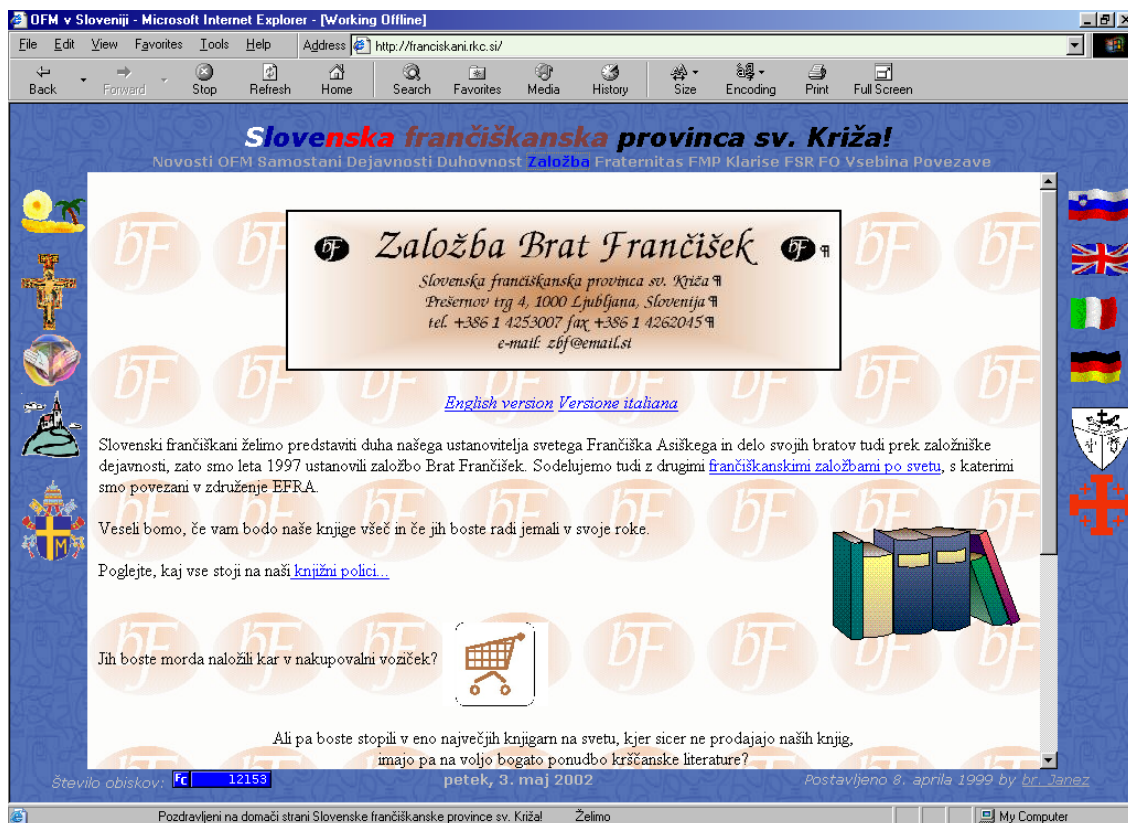 OFM v Sloveniji - Microsoft Internet Explorer - [Working Offline]
File Edit View Favorites Tools Help Address http://franciskani.rkc.si/
Back Forward Stop Refresh Home Search Favorites Media History Size Encoding Print Full Screen
Slovenska frančiškanska provinca sv. Križa!
Novosti OFM Samostani Dejavnosti Duhovnost Založba Fraternitas FMP Klarise FSR FO Vsebina Povezave
bF Založba Brat Frančišek bF ¶
Slovenska frančiškanska provinca sv. Križa ¶
Prešernov trg 4, 1000 Ljubljana, Slovenija ¶
tel. +386 1 4253007 fax +386 1 4262045 ¶
e-mail: zbf@email.si
English version Versione italiana
Slovenski frančiškani želimo predstaviti duha našega ustanovitelja svetega Frančiška Asiškega in delo svojih bratov tudi prek založniške
dejavnosti, zato smo leta 1997 ustanovili založbo Brat Frančišek. Sodelujemo tudi z drugimi frančiškanskimi založbami po svetu, s katerimi
smo povezani v združenje EFRA.
Veseli bomo, če vam bodo naše knjige všeč in če jih boste radi jemali v svoje roke.
Poglejte, kaj vse stoji na naši knjižni polici...
Jih boste morda naložili kar v nakupovalni voziček?
Ali pa boste stopili v eno največjih knjigarn na svetu, kjer sicer ne prodajajo naših knjig,
imajo pa na voljo bogato ponudbo krščanske literature?
Število obiskov: FC 12153 petek, 3. maj 2002 Postavljeno 8. aprila 1999 by br. Janez
Pozdravljeni na domači strani Slovenske frančiškanske province sv. Križa! Želimo My Computer